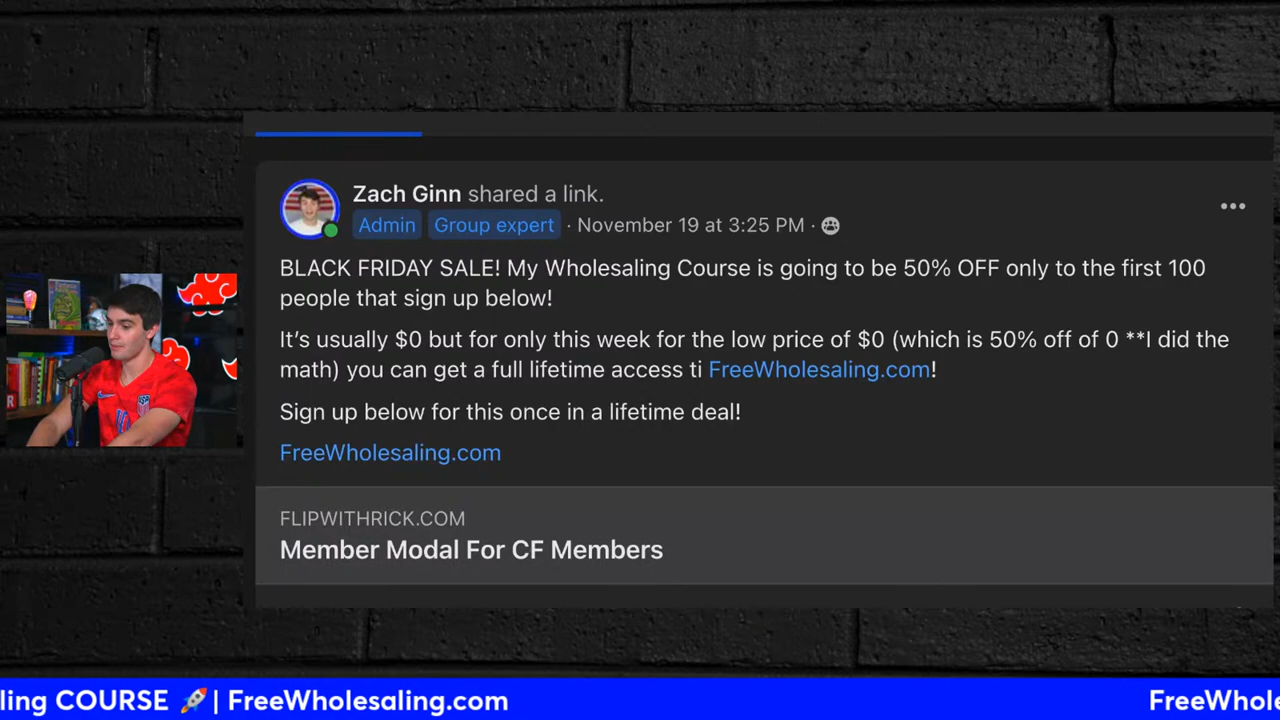 Zach Ginn shared a link.
Admin Group expert · November 19 at 3:25 PM ·
BLACK FRIDAY SALE! My Wholesaling Course is going to be 50% OFF only to the first 100
people that sign up below!
It's usually $0 but for only this week for the low price of $0 (which is 50% off of 0 **I did the
math) you can get a full lifetime access ti FreeWholesaling.com!
Sign up below for this once in a lifetime deal!
FreeWholesaling.com
FLIPWITHRICK.COM
Member Modal For CF Members
ling COURSE 🚀 | FreeWholesaling.com
FreeWhole